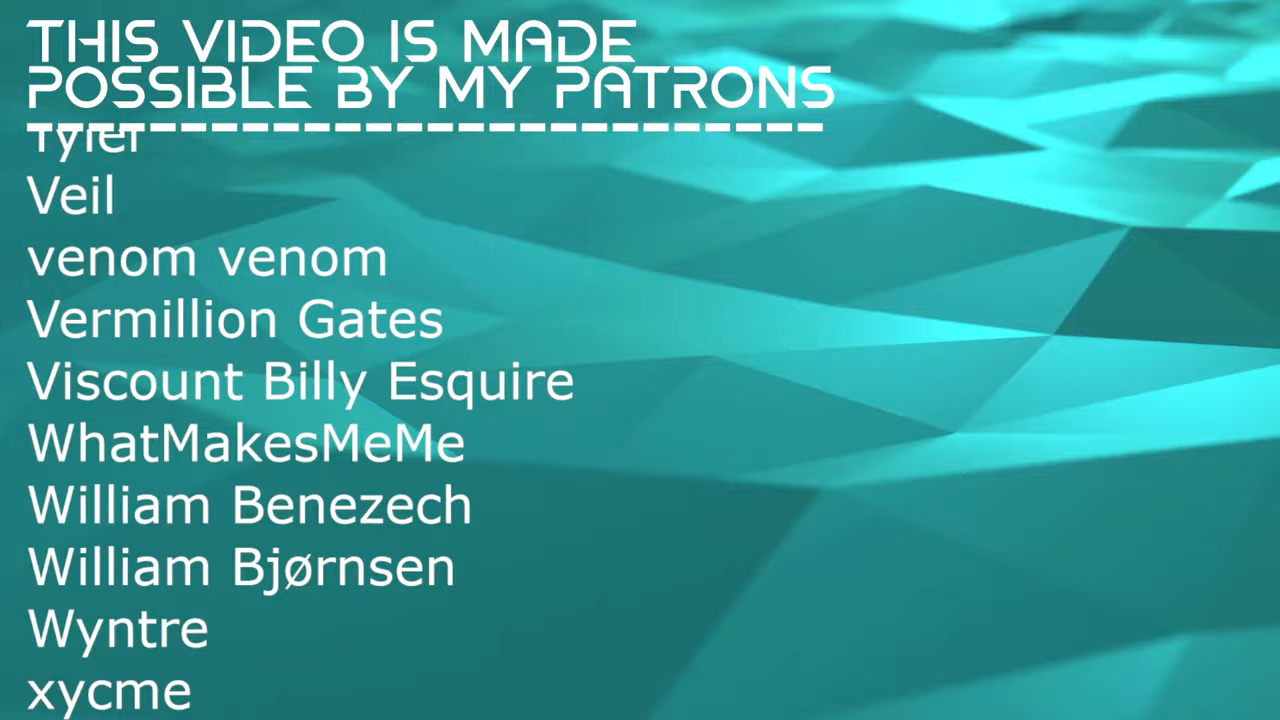 THIS VIDEO IS MADE
POSSIBLE BY MY PATRONS
--------------------------
Tyler
Veil
venom venom
Vermillion Gates
Viscount Billy Esquire
WhatMakesMeMe
William Benezech
William Bjørnsen
Wyntre
xycme